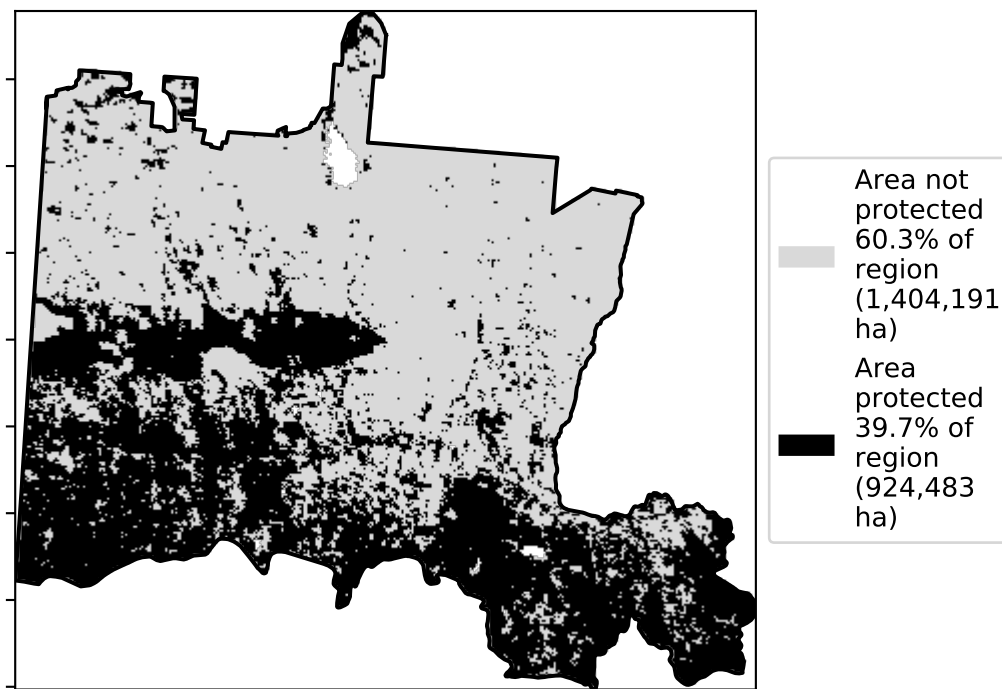 Area not
protected
60.3% of
region
(1,404,191
ha)
Area
protected
39.7% of
region
(924,483
ha)